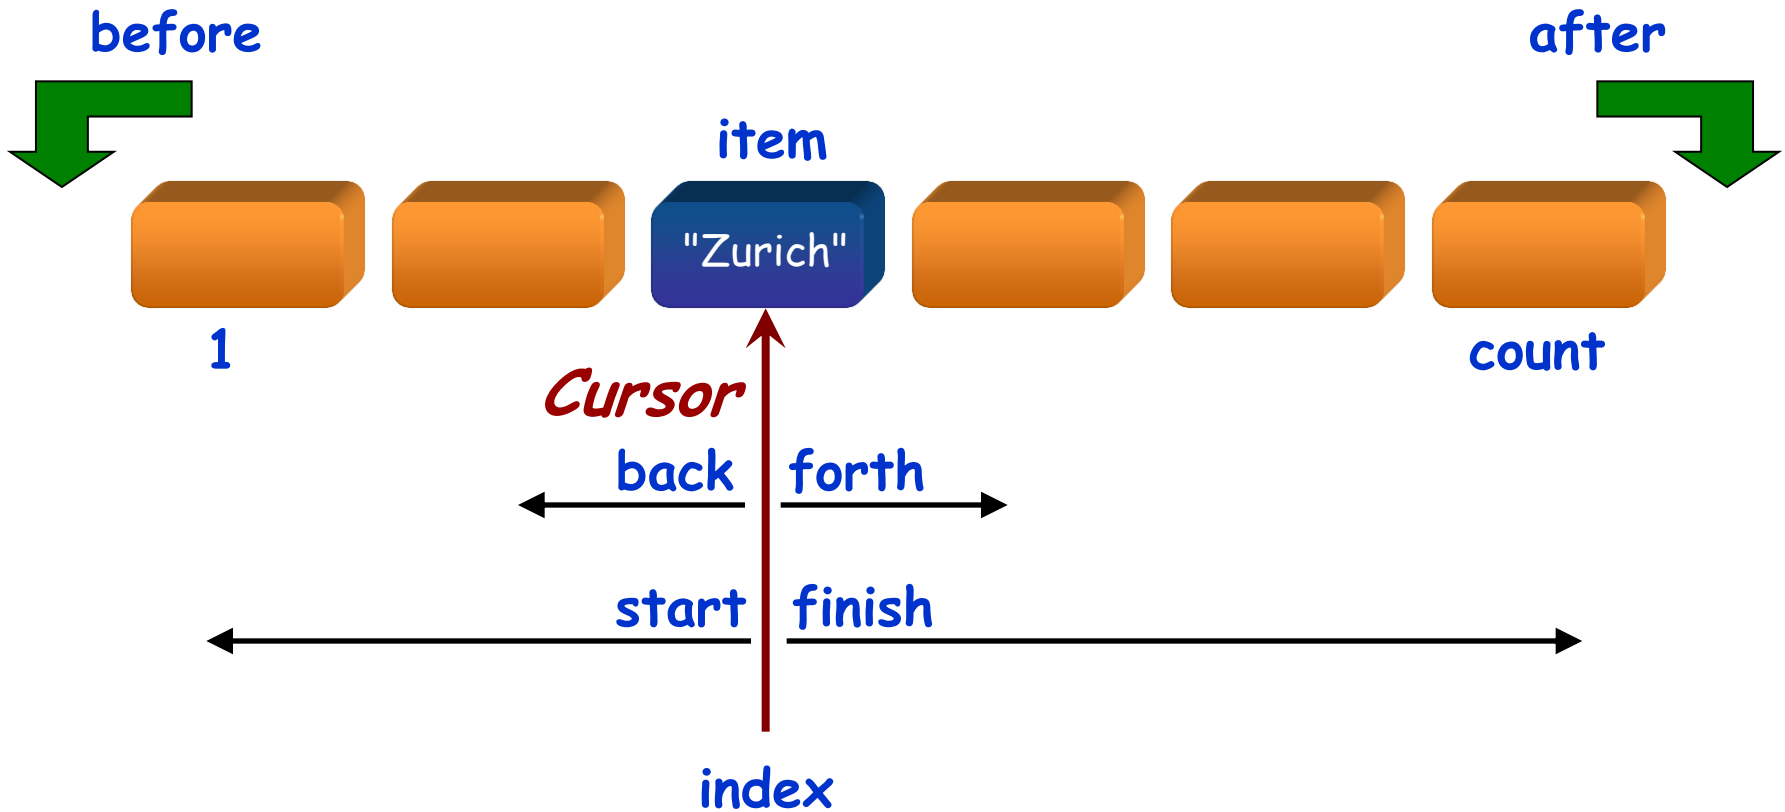 before
after
item
"Zurich"
1
count
Cursor
back
forth
start
finish
index